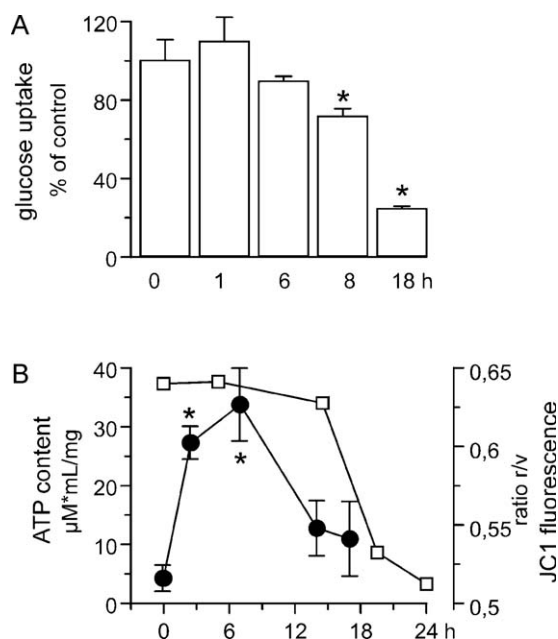 A
glucose uptake
% of control
120
80
40
0
*
*
0 1 6 8 18 h
B
ATP content
µM*mL/mg
40
30
20
10
0
*
*
0,65
0,6
0,55
0,5
ratio r/v
JC1 fluorescence
0 6 12 18 24 h